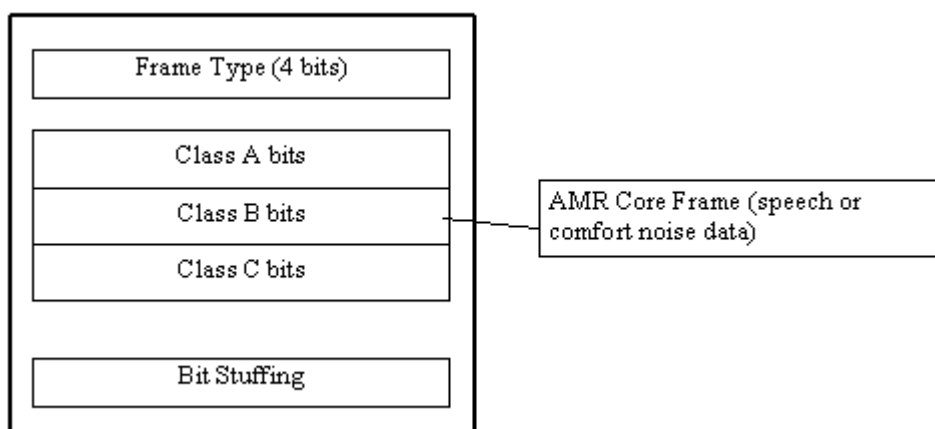 Frame Type (4 bits)
Class A bits
Class B bits
Class C bits
AMR Core Frame (speech or
comfort noise data)
Bit Stuffing